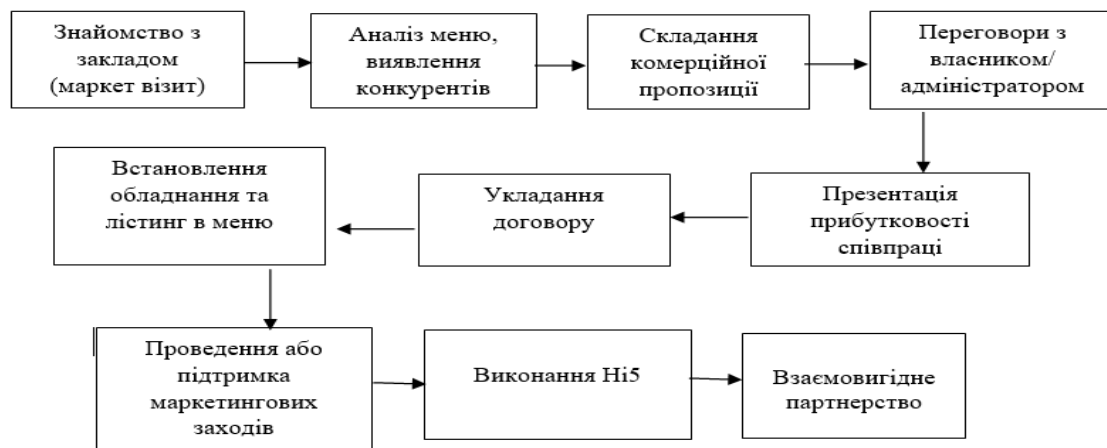 Знайомство з
закладом
(маркет візит)
Аналіз меню,
виявлення
конкурентів
Складання
комерційної
пропозиції
Переговори з
власником/
адміністратором
Презентація
прибутковості
співпраці
Укладання
договору
Встановлення
обладнання та
лістинг в меню
Проведення або
підтримка
маркетингових
заходів
Виконання Hi5
Взаємовигідне
партнерство